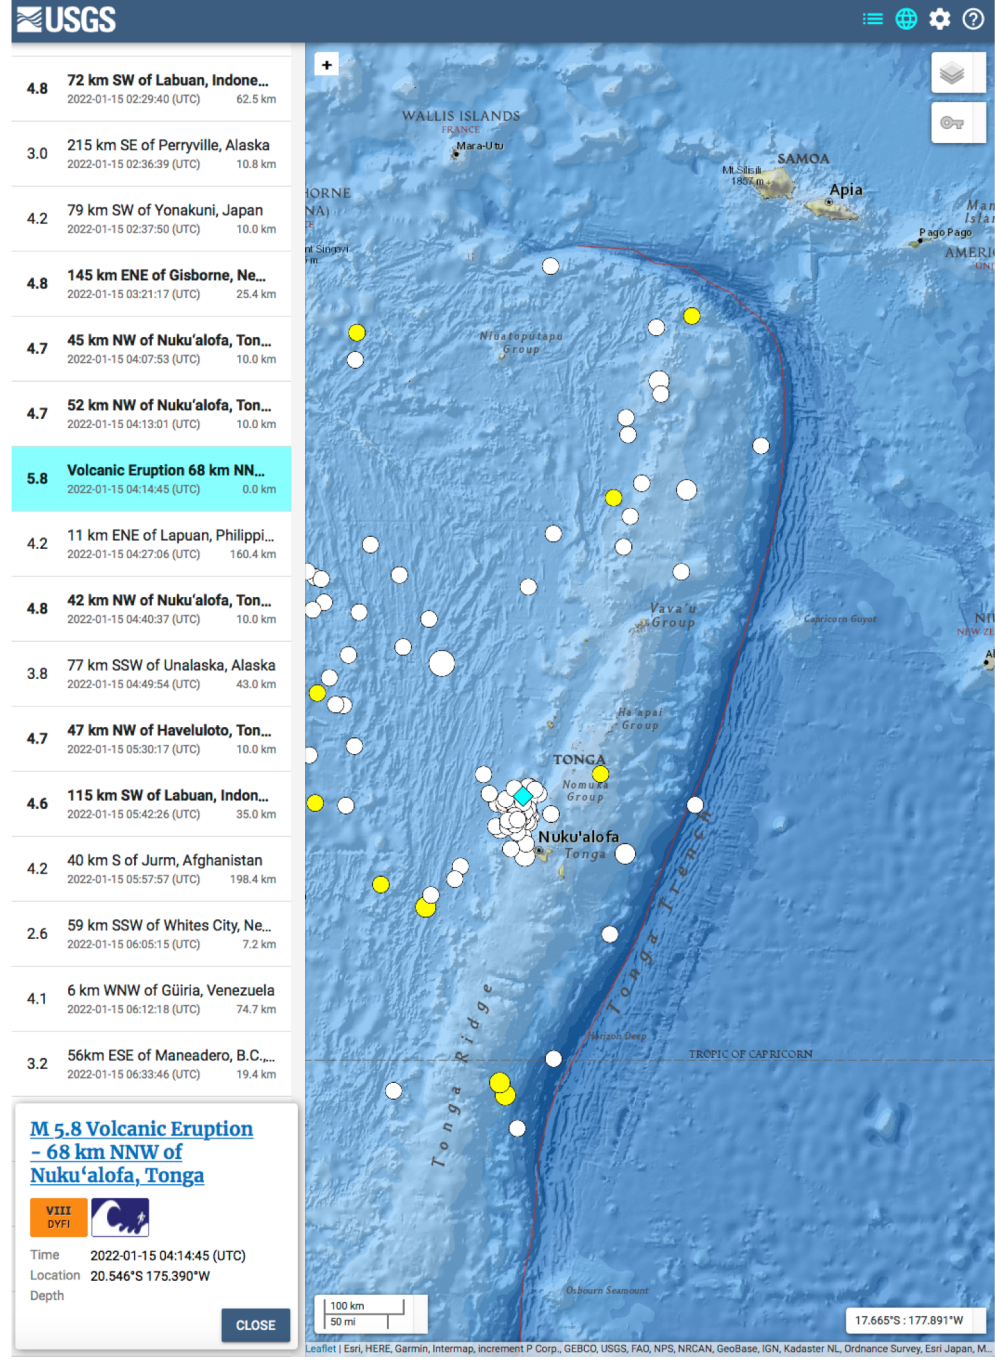 USGS
4.8
72 km SW of Labuan, Indone...
2022-01-15 02:29:40 (UTC) 62.5 km
3.0
215 km SE of Perryville, Alaska
2022-01-15 02:36:39 (UTC) 10.8 km
4.2
79 km SW of Yonakuni, Japan
2022-01-15 02:37:50 (UTC) 10.0 km
4.8
145 km ENE of Gisborne, Ne...
2022-01-15 03:21:17 (UTC) 25.4 km
4.7
45 km NW of Nuku‘alofa, Ton...
2022-01-15 04:07:53 (UTC) 10.0 km
4.7
52 km NW of Nuku‘alofa, Ton...
2022-01-15 04:13:01 (UTC) 10.0 km
5.8
Volcanic Eruption 68 km NN...
2022-01-15 04:14:45 (UTC) 0.0 km
4.2
11 km ENE of Lapuan, Philippi...
2022-01-15 04:27:06 (UTC) 160.4 km
4.8
42 km NW of Nuku‘alofa, Ton...
2022-01-15 04:40:37 (UTC) 10.0 km
3.8
77 km SSW of Unalaska, Alaska
2022-01-15 04:49:54 (UTC) 43.0 km
4.7
47 km NW of Haveluloto, Ton...
2022-01-15 05:30:17 (UTC) 10.0 km
4.6
115 km SW of Labuan, Indon...
2022-01-15 05:42:26 (UTC) 35.0 km
4.2
40 km S of Jurm, Afghanistan
2022-01-15 05:57:57 (UTC) 198.4 km
2.6
59 km SSW of Whites City, Ne...
2022-01-15 06:05:15 (UTC) 7.2 km
4.1
6 km WNW of Güiria, Venezuela
2022-01-15 06:12:18 (UTC) 74.7 km
3.2
56km ESE of Maneadero, B.C.,...
2022-01-15 06:33:46 (UTC) 19.4 km
M 5.8 Volcanic Eruption
- 68 km NNW of
Nuku‘alofa, Tonga
VIII
DYFI
Time 2022-01-15 04:14:45 (UTC)
Location 20.546°S 175.390°W
Depth
CLOSE
+
WALLIS ISLANDS
FRANCE
Mara-Utu
SAMOA
Mt Silisili
1857 m
Apia
Pago Pago
AMERIC
HORNE
NA)
Niuatoputapu
Group
Vava'u
Group
Capricorn Guyot
NIU
NEW ZE
Al
Ha'apai
Group
TONGA
Nomuka
Group
Nuku'alofa
Tonga
Tonga Trench
Tonga Ridge
Horizon Deep
TROPIC OF CAPRICORN
Osbourn Seamount
100 km
50 mi
17.665°S : 177.891°W
Leaflet | Esri, HERE, Garmin, Intermap, increment P Corp., GEBCO, USGS, FAO, NPS, NRCAN, GeoBase, IGN, Kadaster NL, Ordnance Survey, Esri Japan, M...